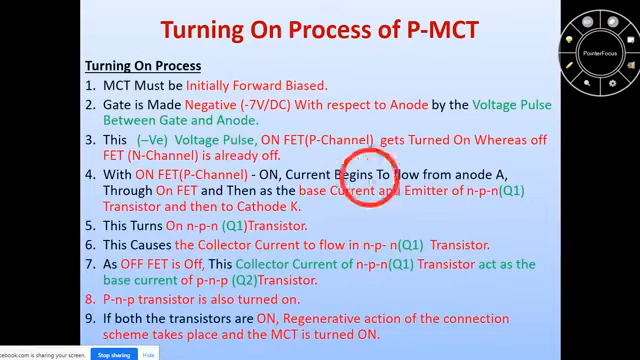 Turning On Process of P-MCT
PointerFocus
Turning On Process
1. MCT Must be Initially Forward Biased.
2. Gate is Made Negative (-7V/DC) With respect to Anode by the Voltage Pulse
Between Gate and Anode.
3. This (–Ve) Voltage Pulse, ON FET(P-Channel) gets Turned On Whereas off
FET (N-Channel) is already off.
4. With ON FET(P-Channel) - ON, Current Begins To flow from anode A,
Through On FET and Then as the base Current and Emitter of n-p-n(Q1)
Transistor and then to Cathode K.
5. This Turns On n-p-n (Q1)Transistor.
6. This Causes the Collector Current to flow in n-p- n(Q1) Transistor.
7. As OFF FET is Off, This Collector Current of n-p-n(Q1) Transistor act as the
base current of p-n-p (Q2)Transistor.
8. P-n-p transistor is also turned on.
9. If both the transistors are ON, Regenerative action of the connection
scheme takes place and the MCT is turned ON.
cebook.com is sharing your screen. Stop sharing Hide